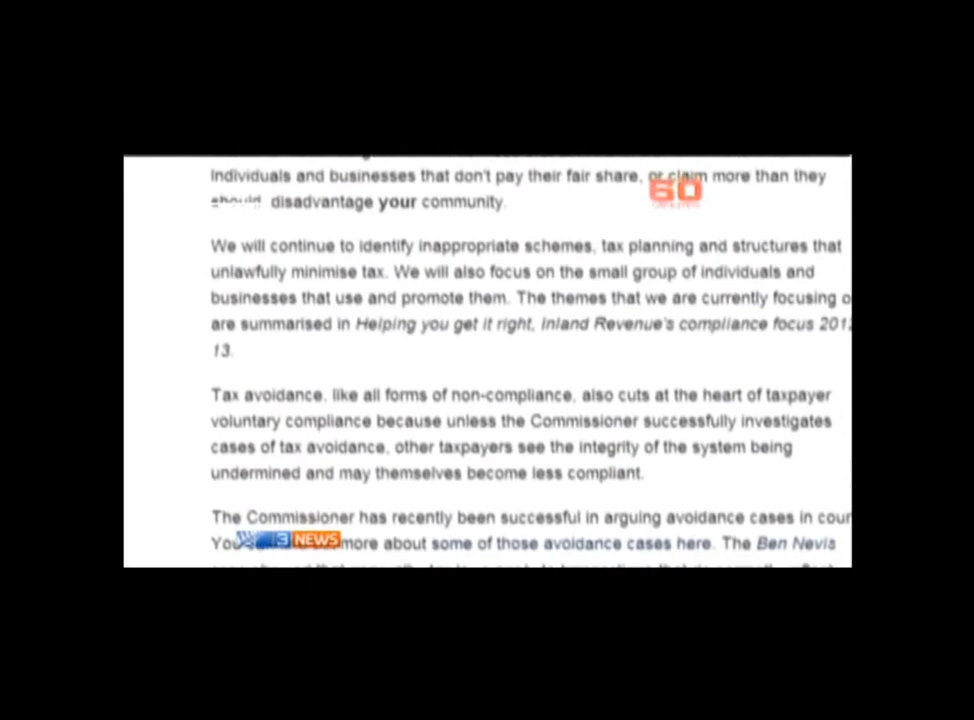 Individuals and businesses that don't pay their fair share, or claim more than they
should, disadvantage your community.
60
We will continue to identify inappropriate schemes, tax planning and structures that
unlawfully minimise tax. We will also focus on the small group of individuals and
businesses that use and promote them. The themes that we are currently focusing o
are summarised in Helping you get it right, Inland Revenue's compliance focus 201
13.
Tax avoidance, like all forms of non-compliance, also cuts at the heart of taxpayer
voluntary compliance because unless the Commissioner successfully investigates
cases of tax avoidance, other taxpayers see the integrity of the system being
undermined and may themselves become less compliant.
The Commissioner has recently been successful in arguing avoidance cases in cour
You more about some of those avoidance cases here. The Ben Nevis
3 NEWS